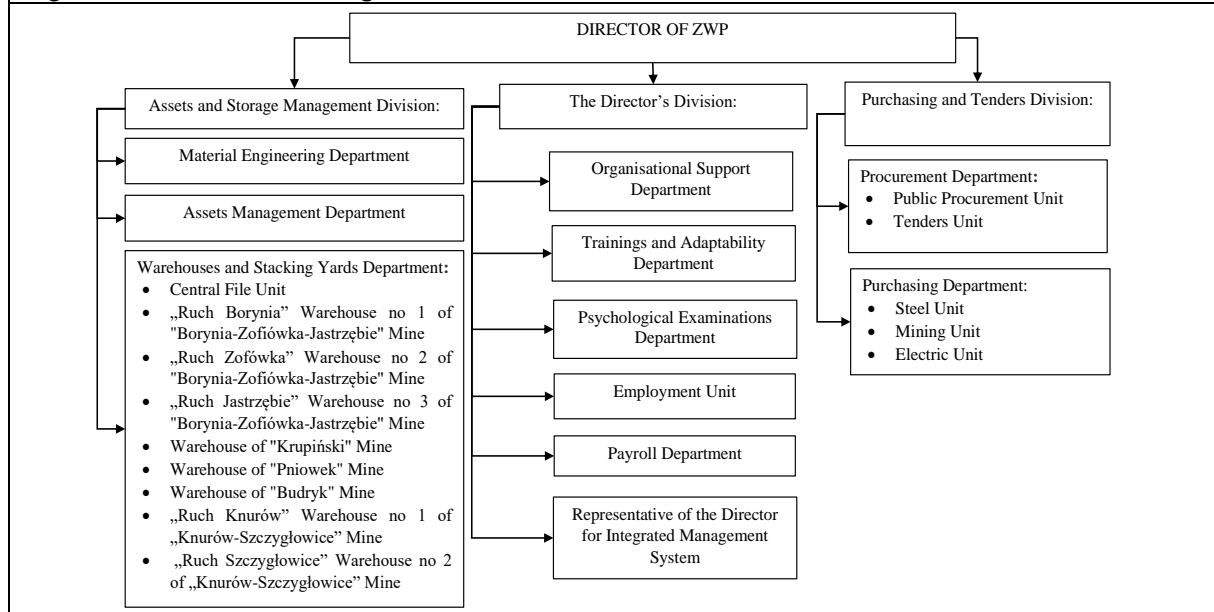 DIRECTOR OF ZWP
Assets and Storage Management Division:
Material Engineering Department
Assets Management Department
Warehouses and Stacking Yards Department:
• Central File Unit
• „Ruch Borynia” Warehouse no 1 of
"Borynia-Zofiówka-Jastrzębie" Mine
• „Ruch Zofówka” Warehouse no 2 of
"Borynia-Zofiówka-Jastrzębie" Mine
• „Ruch Jastrzębie” Warehouse no 3 of
"Borynia-Zofiówka-Jastrzębie" Mine
• Warehouse of "Krupiński" Mine
• Warehouse of "Pniowek" Mine
• Warehouse of "Budryk" Mine
• „Ruch Knurów” Warehouse no 1 of
„Knurów-Szczygłowice” Mine
• „Ruch Szczygłowice” Warehouse no 2
of „Knurów-Szczygłowice” Mine
The Director’s Division:
Organisational Support
Department
Trainings and Adaptability
Department
Psychological Examinations
Department
Employment Unit
Payroll Department
Representative of the Director
for Integrated Management
System
Purchasing and Tenders Division:
Procurement Department:
• Public Procurement Unit
• Tenders Unit
Purchasing Department:
• Steel Unit
• Mining Unit
• Electric Unit